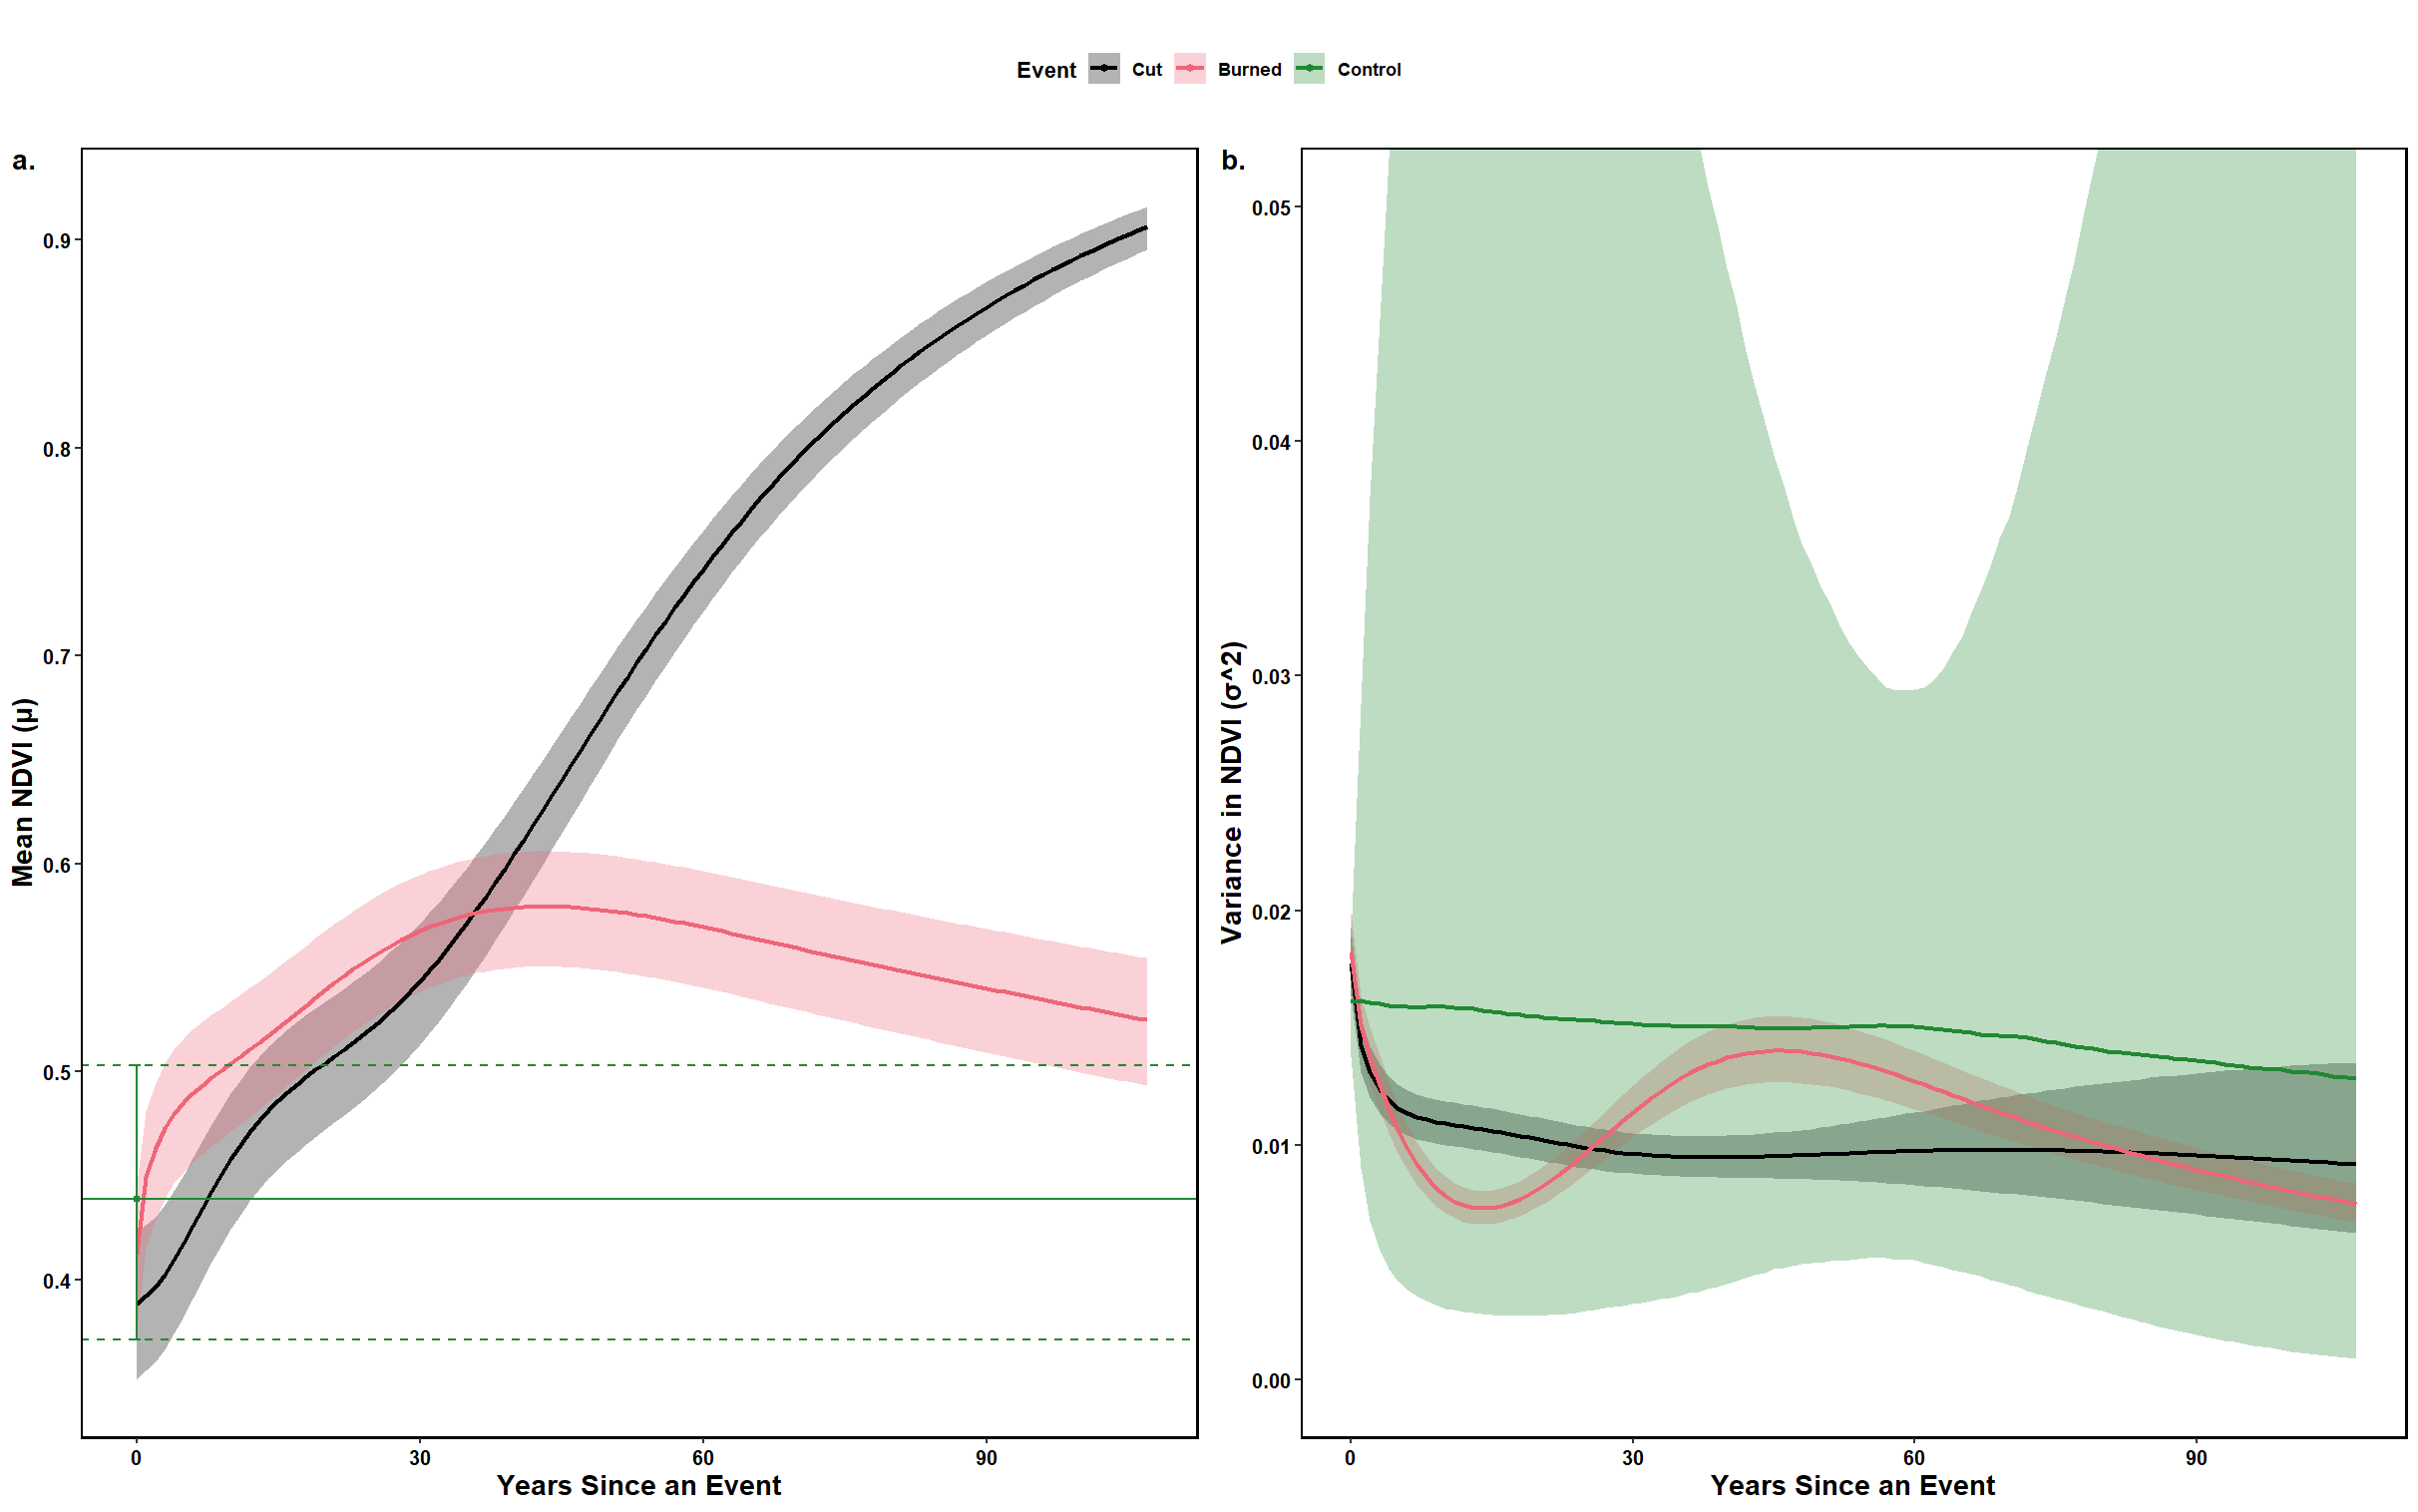 Event Cut Burned Control
a.
0.9
0.8
0.7
0.6
0.5
0.4
Mean NDVI (μ)
0 30 60 90
Years Since an Event
b.
0.05
0.04
0.03
0.02
0.01
0.00
Variance in NDVI (σ^2)
0 30 60 90
Years Since an Event